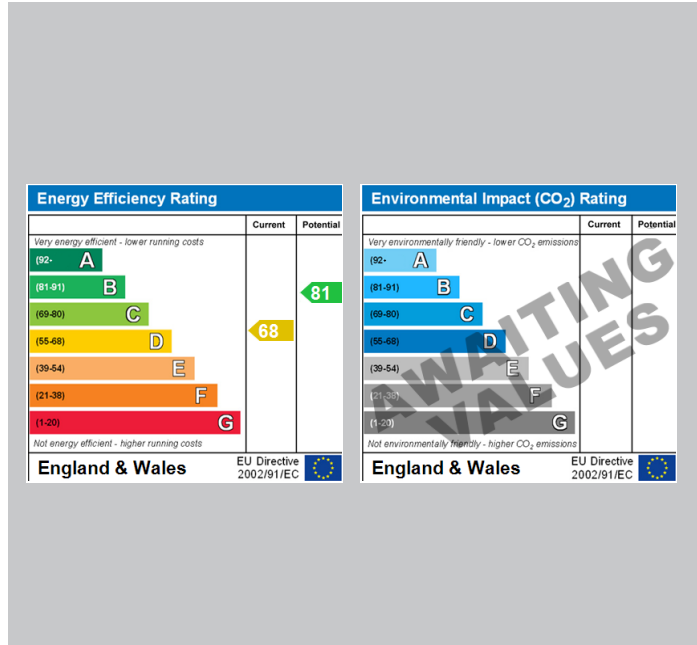 Energy Efficiency Rating
Current Potential
Very energy efficient - lower running costs
(92- A
(81-91) B
(69-80) C
(55-68) D
(39-54) E
(21-38) F
(1-20) G
68
81
Not energy efficient - higher running costs
England & Wales
EU Directive
2002/91/EC
Environmental Impact (CO2) Rating
Current Potential
Very environmentally friendly - lower CO2 emissions
(92- A
(81-91) B
(69-80) C
(55-68) D
(39-54) E
(21-38) F
(1-20) G
AWAITING
VALUES
Not environmentally friendly - higher CO2 emissions
England & Wales
EU Directive
2002/91/EC